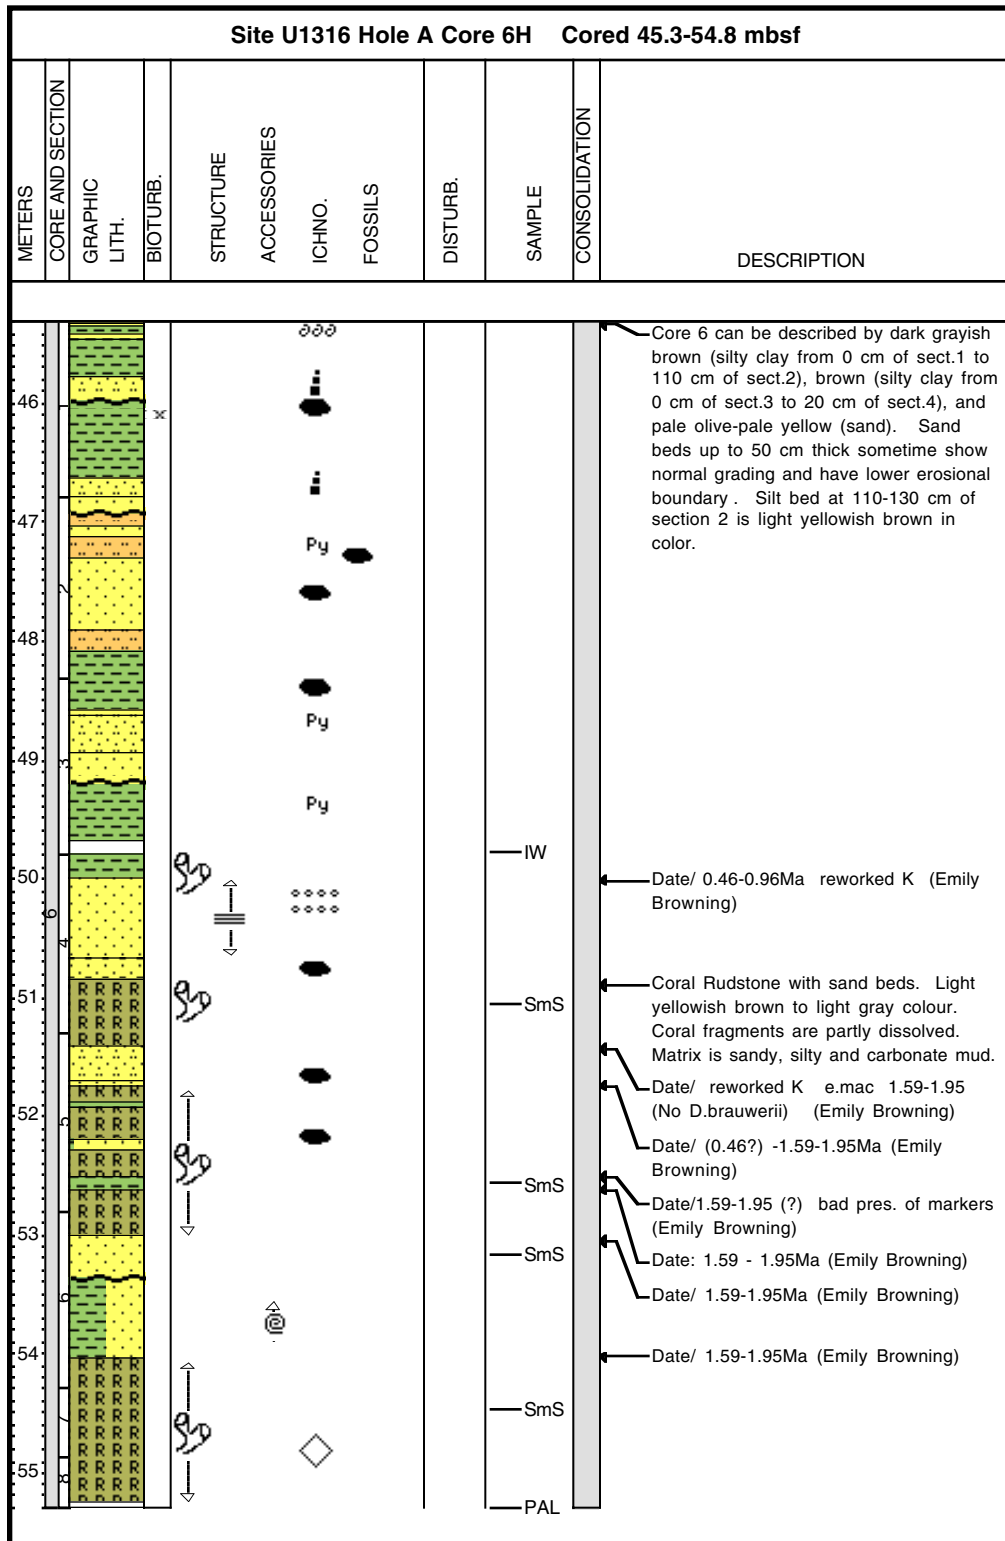 Site U1316 Hole A Core 6H Cored 45.3-54.8 mbsf
METERS
CORE AND SECTION
GRAPHIC
LITH.
BIOTURB.
STRUCTURE
ACCESSORIES
ICHNO.
FOSSILS
DISTURB.
SAMPLE
CONSOLIDATION
DESCRIPTION
Core 6 can be described by dark grayish
brown (silty clay from 0 cm of sect.1 to
110 cm of sect.2), brown (silty clay from
0 cm of sect.3 to 20 cm of sect.4), and
pale olive-pale yellow (sand). Sand
beds up to 50 cm thick sometime show
normal grading and have lower erosional
boundary . Silt bed at 110-130 cm of
section 2 is light yellowish brown in
color.
46
1
x
47
Py
2
48
Py
49
3
Py
IW
50
Date/ 0.46-0.96Ma reworked K (Emily
Browning)
6
4
R R R R
51
SmS
Coral Rudstone with sand beds. Light
yellowish brown to light gray colour.
Coral fragments are partly dissolved.
Matrix is sandy, silty and carbonate mud.
Date/ reworked K e.mac 1.59-1.95
(No D.brauwerii) (Emily Browning)
52
5
Date/ (0.46?) -1.59-1.95Ma (Emily
Browning)
SmS
Date/1.59-1.95 (?) bad pres. of markers
(Emily Browning)
53
SmS
Date: 1.59 - 1.95Ma (Emily Browning)
6
Date/ 1.59-1.95Ma (Emily Browning)
54
Date/ 1.59-1.95Ma (Emily Browning)
7
SmS
55
8
PAL